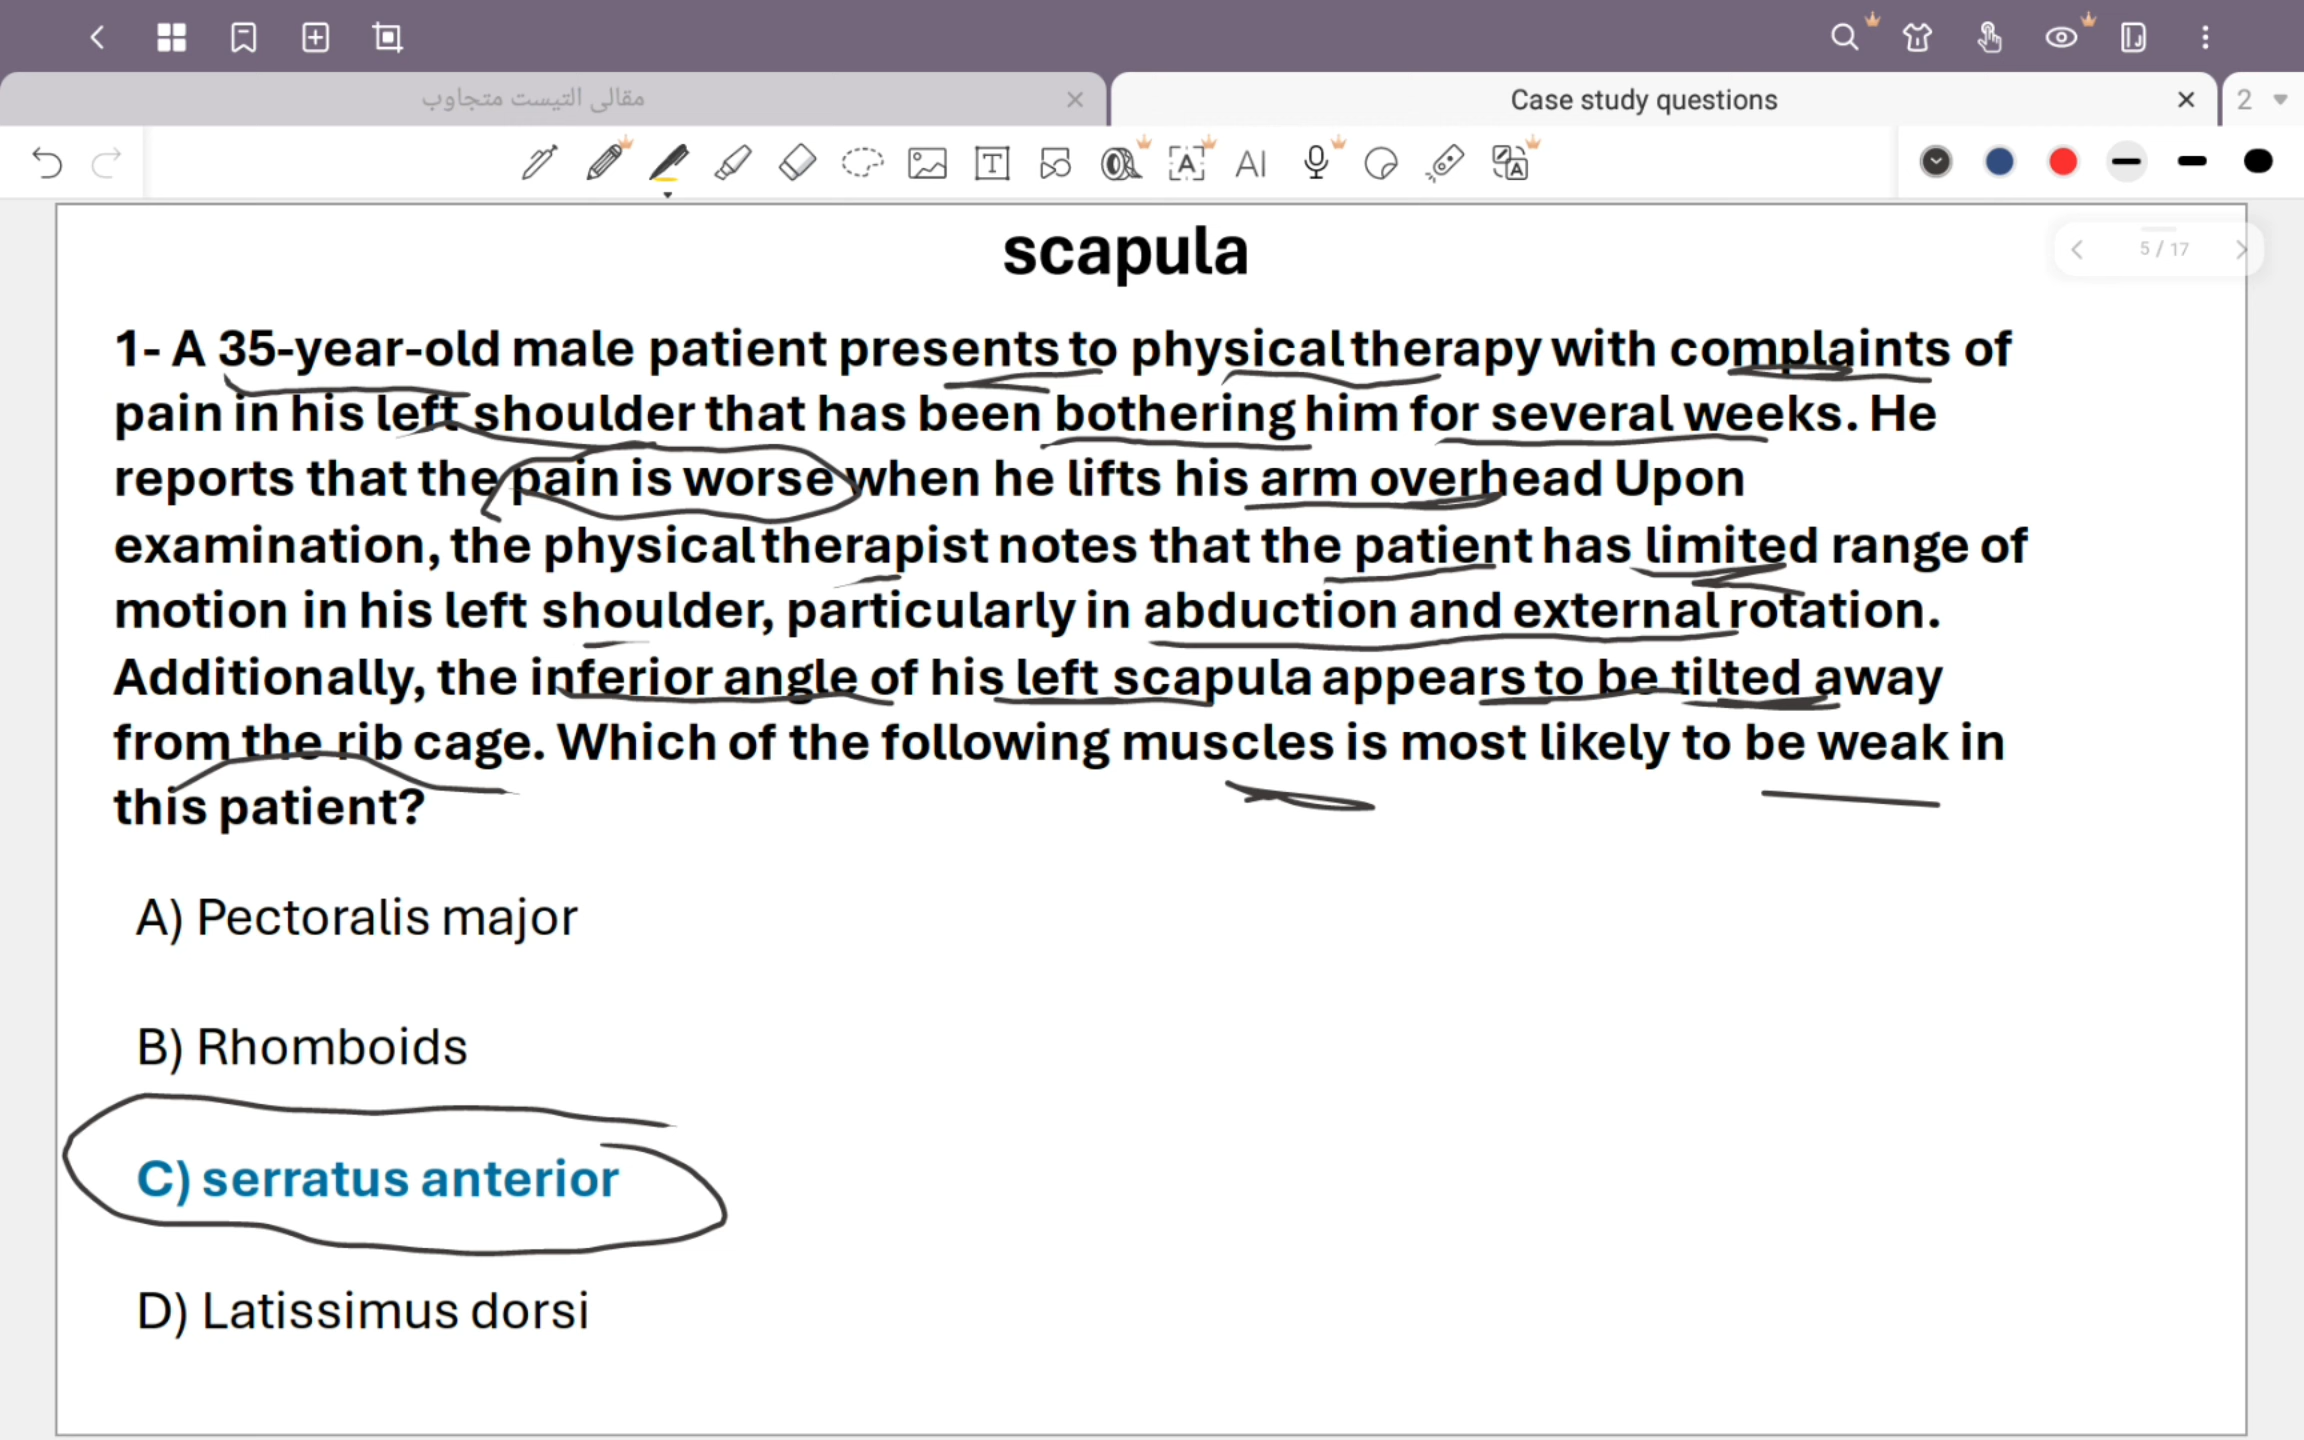 مقالى التيست متجاوب
Case study questions
2
5 / 17
scapula
1- A 35-year-old male patient presents to physical therapy with complaints of
pain in his left shoulder that has been bothering him for several weeks. He
reports that the pain is worse when he lifts his arm overhead Upon
examination, the physical therapist notes that the patient has limited range of
motion in his left shoulder, particularly in abduction and external rotation.
Additionally, the inferior angle of his left scapula appears to be tilted away
from the rib cage. Which of the following muscles is most likely to be weak in
this patient?
A) Pectoralis major
B) Rhomboids
C) serratus anterior
D) Latissimus dorsi